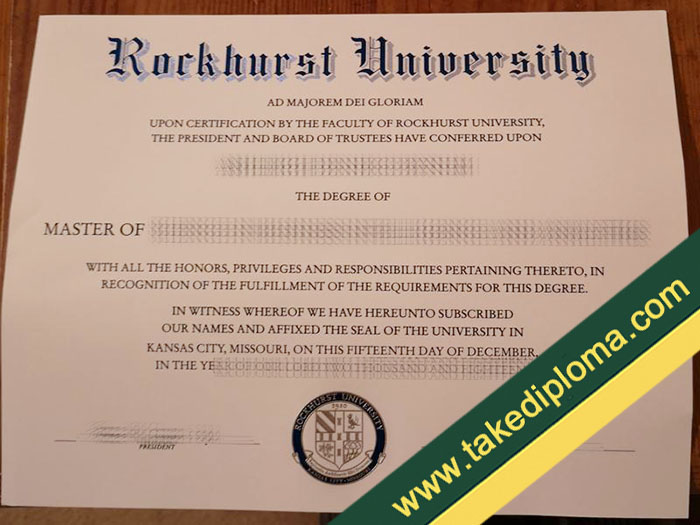 Rockhurst University
AD MAJOREM DEI GLORIAM
UPON CERTIFICATION BY THE FACULTY OF ROCKHURST UNIVERSITY,
THE PRESIDENT AND BOARD OF TRUSTEES HAVE CONFERRED UPON
THE DEGREE OF
MASTER OF
WITH ALL THE HONORS, PRIVILEGES AND RESPONSIBILITIES PERTAINING THERETO, IN
RECOGNITION OF THE FULFILLMENT OF THE REQUIREMENTS FOR THIS DEGREE.
IN WITNESS WHEREOF WE HAVE HEREUNTO SUBSCRIBED
OUR NAMES AND AFFIXED THE SEAL OF THE UNIVERSITY IN
KANSAS CITY, MISSOURI, ON THIS FIFTEENTH DAY OF DECEMBER,
IN THE
ROCKHURST UNIVERSITY
1910
PRESIDENT
www.takediploma.com